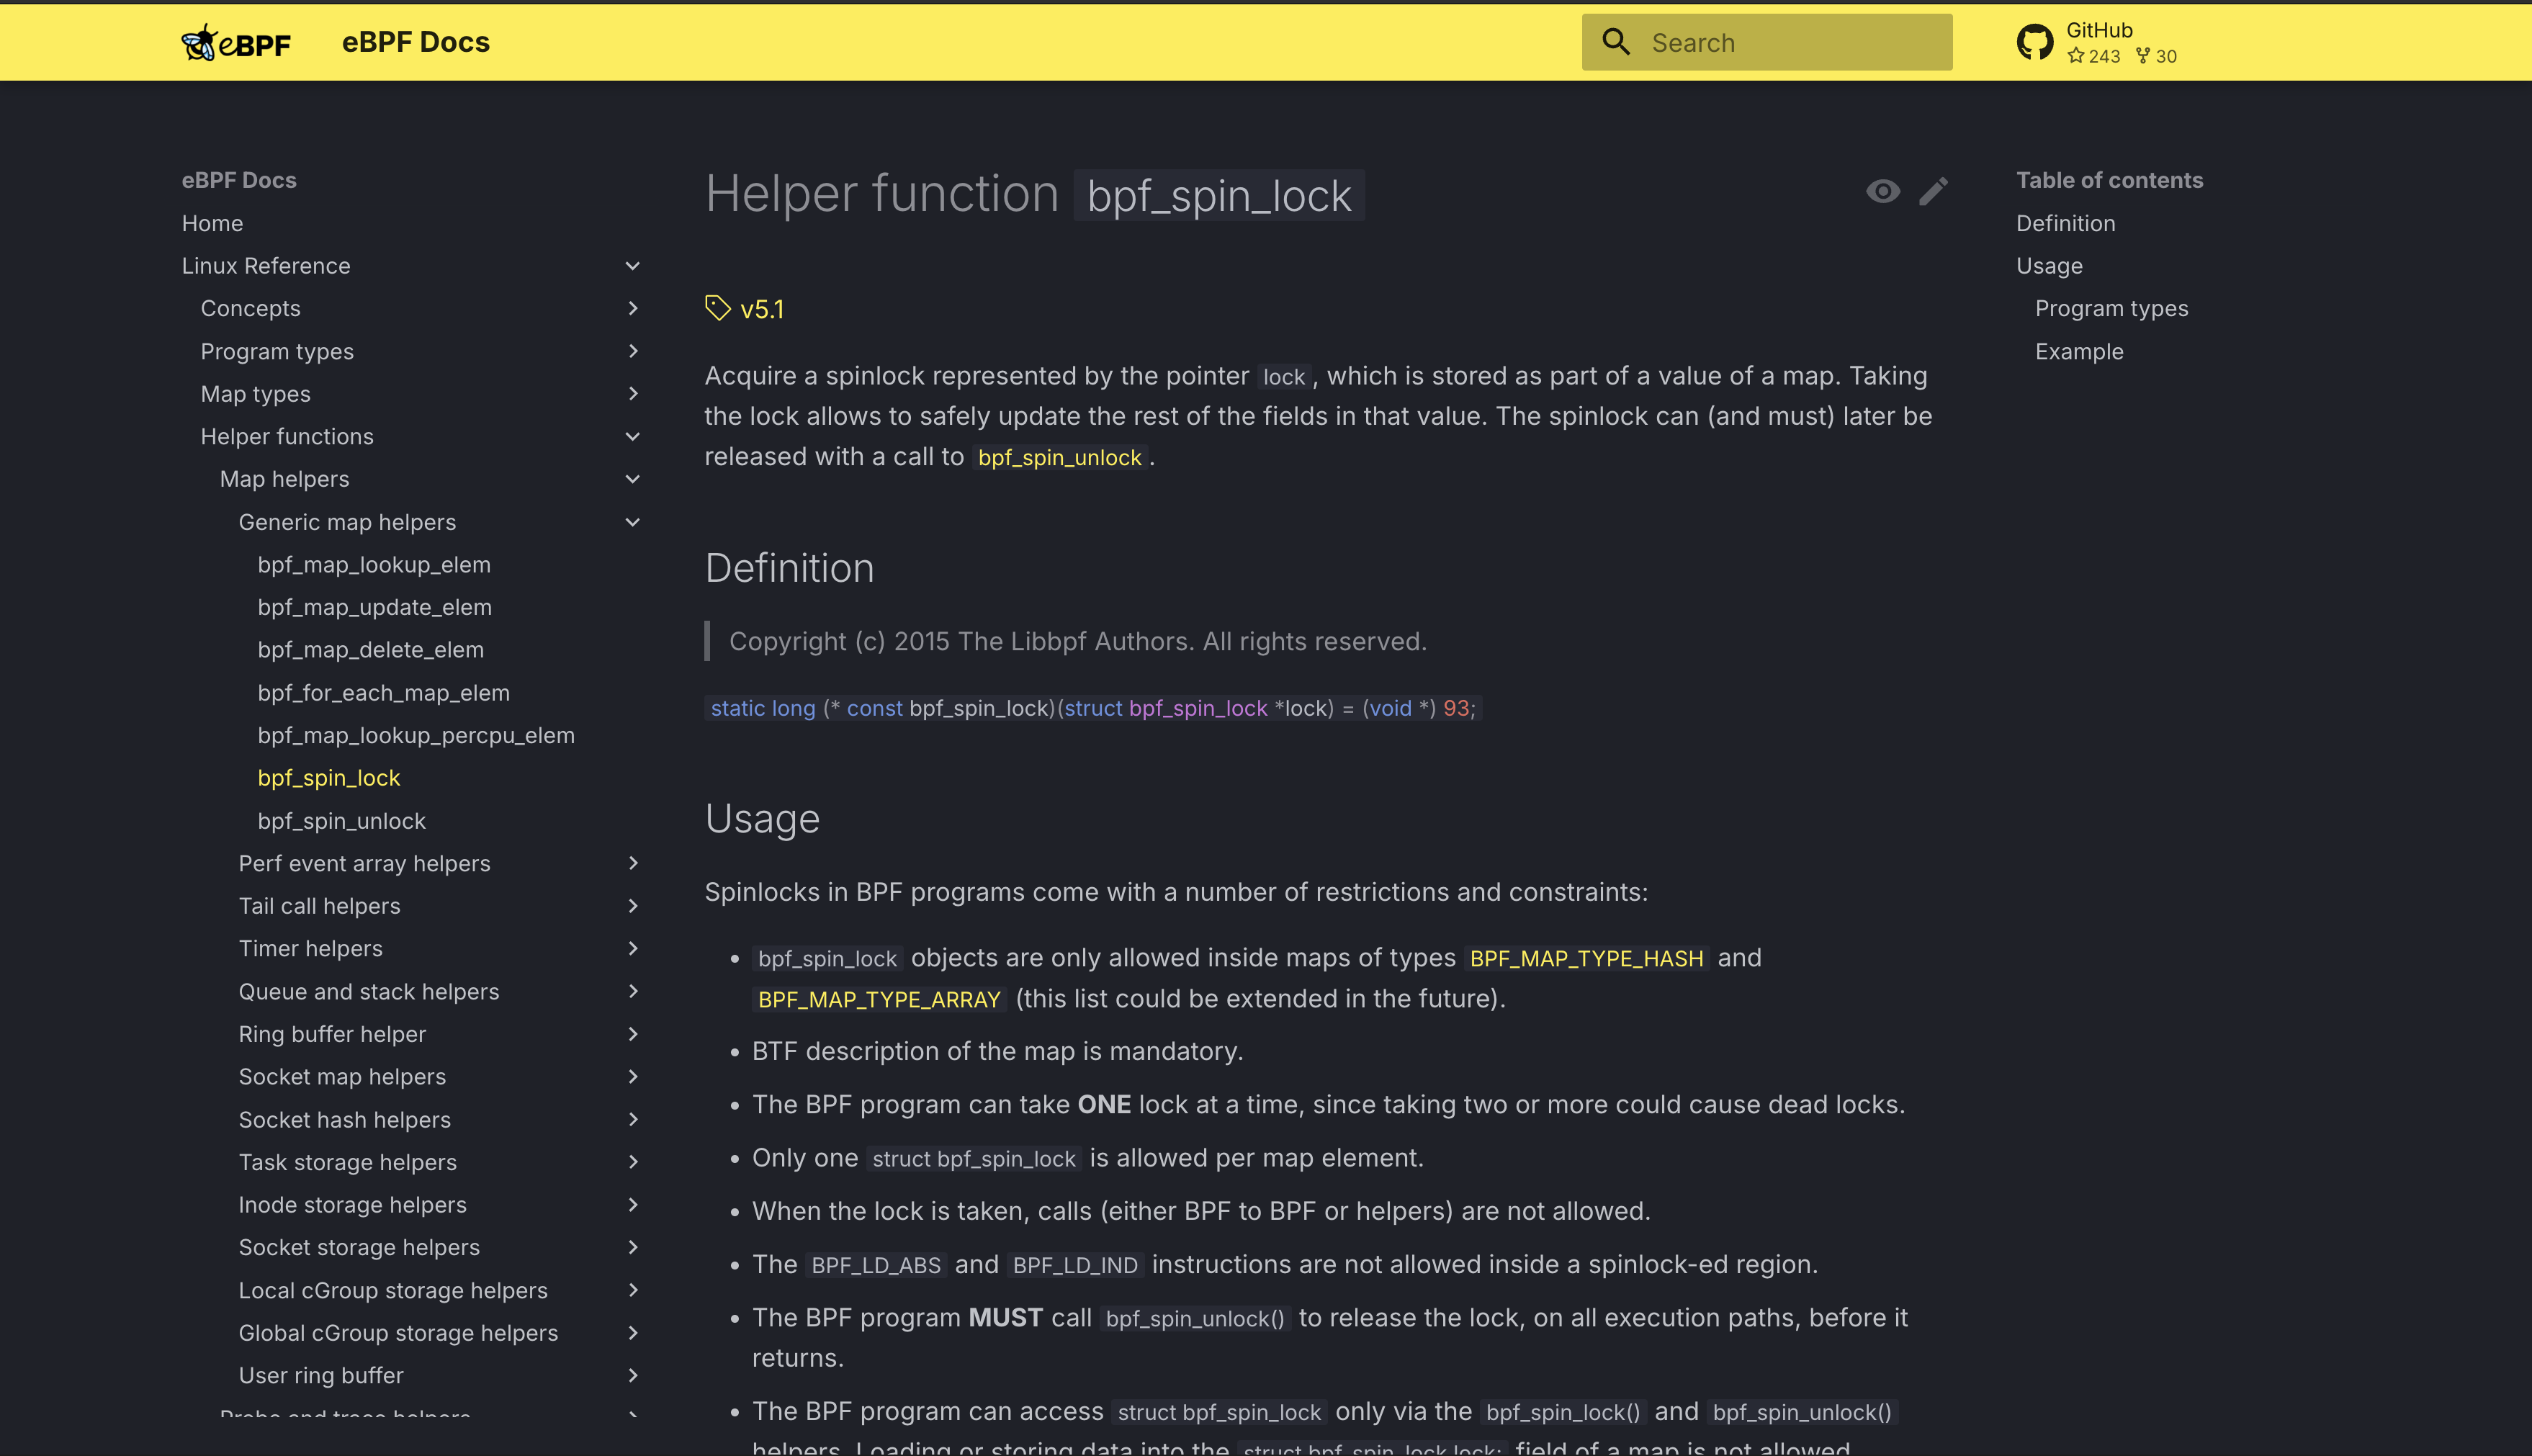 eBPF
eBPF Docs
Search
GitHub
243 30
eBPF Docs
Home
Linux Reference
Concepts
Program types
Map types
Helper functions
Map helpers
Generic map helpers
bpf_map_lookup_elem
bpf_map_update_elem
bpf_map_delete_elem
bpf_for_each_map_elem
bpf_map_lookup_percpu_elem
bpf_spin_lock
bpf_spin_unlock
Perf event array helpers
Tail call helpers
Timer helpers
Queue and stack helpers
Ring buffer helper
Socket map helpers
Socket hash helpers
Task storage helpers
Inode storage helpers
Socket storage helpers
Local cGroup storage helpers
Global cGroup storage helpers
User ring buffer
Probe and trace helpers
Helper function bpf_spin_lock
v5.1
Acquire a spinlock represented by the pointer lock, which is stored as part of a value of a map. Taking
the lock allows to safely update the rest of the fields in that value. The spinlock can (and must) later be
released with a call to bpf_spin_unlock.
Definition
Copyright (c) 2015 The Libbpf Authors. All rights reserved.
static long (* const bpf_spin_lock)(struct bpf_spin_lock *lock) = (void *) 93;
Usage
Spinlocks in BPF programs come with a number of restrictions and constraints:
• bpf_spin_lock objects are only allowed inside maps of types BPF_MAP_TYPE_HASH and
BPF_MAP_TYPE_ARRAY (this list could be extended in the future).
• BTF description of the map is mandatory.
• The BPF program can take ONE lock at a time, since taking two or more could cause dead locks.
• Only one struct bpf_spin_lock is allowed per map element.
• When the lock is taken, calls (either BPF to BPF or helpers) are not allowed.
• The BPF_LD_ABS and BPF_LD_IND instructions are not allowed inside a spinlock-ed region.
• The BPF program MUST call bpf_spin_unlock() to release the lock, on all execution paths, before it
returns.
• The BPF program can access struct bpf_spin_lock only via the bpf_spin_lock() and bpf_spin_unlock()
helpers. Loading or storing data into the struct bpf_spin_lock lock; field of a map is not allowed.
Table of contents
Definition
Usage
Program types
Example